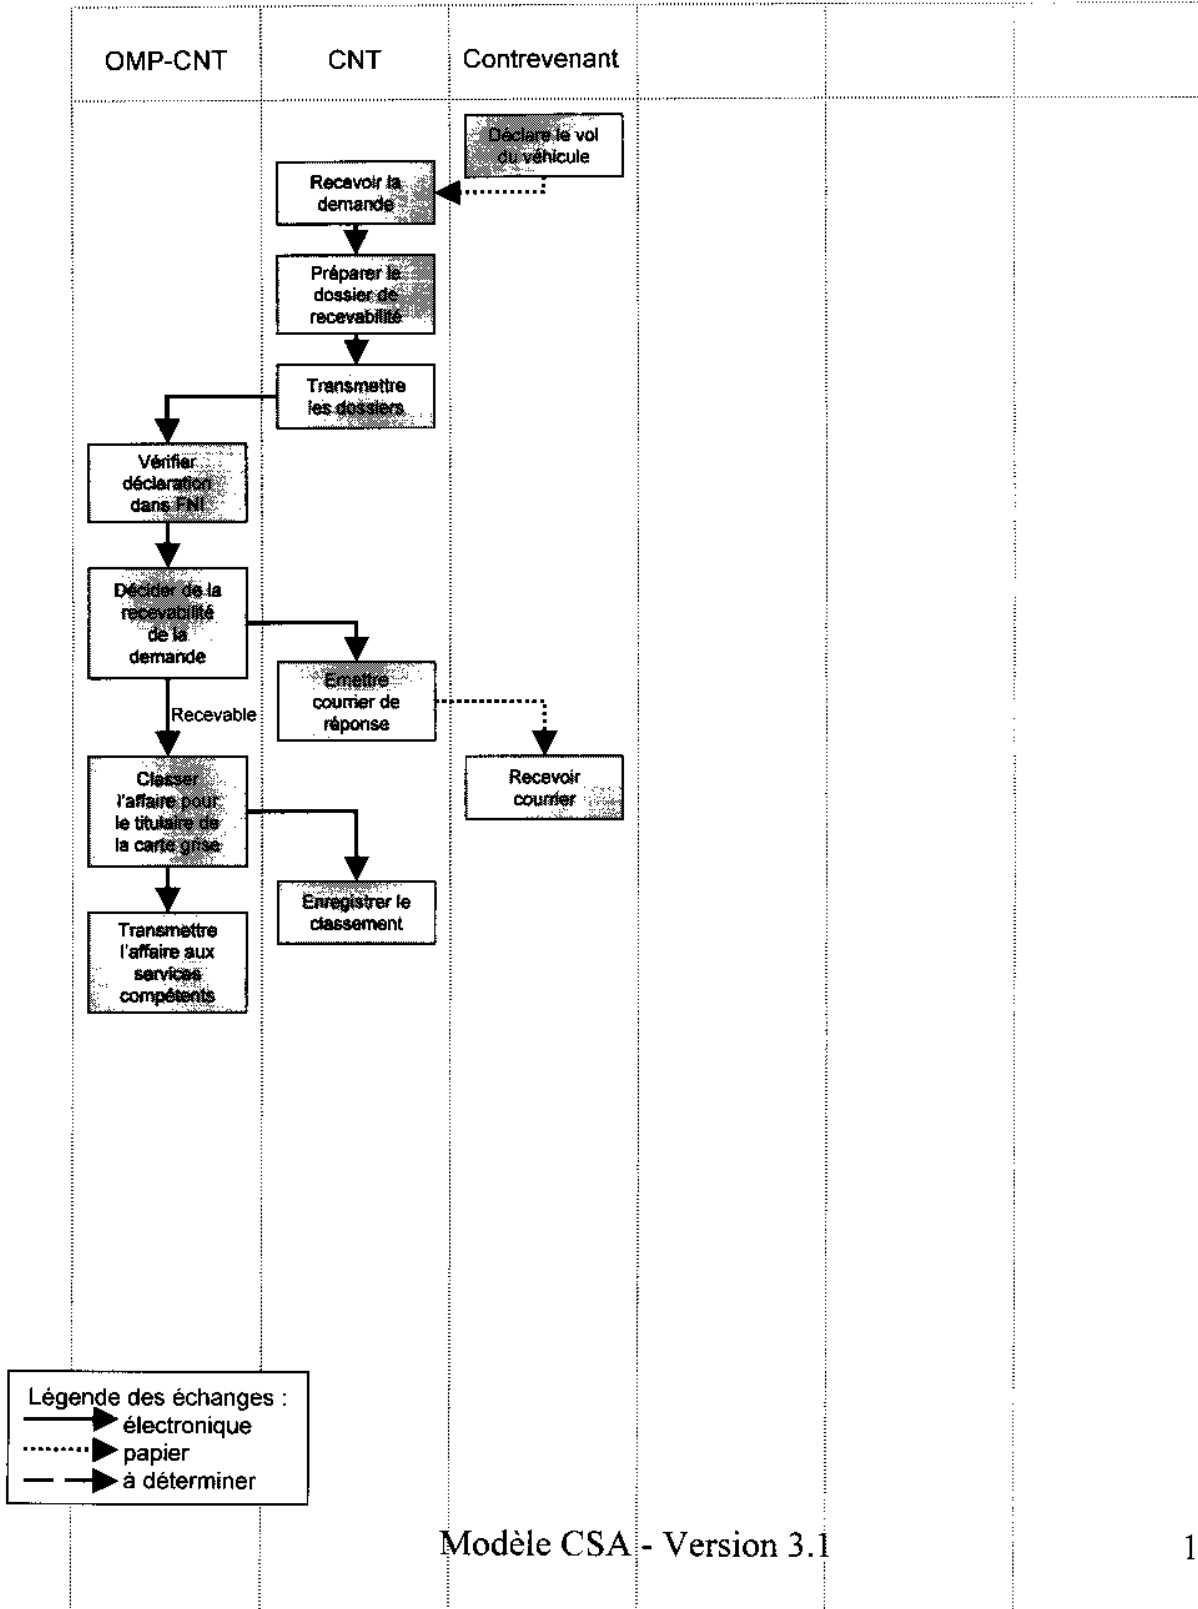 OMP-CNT
CNT
Contrevenant
Déclare le vol
du véhicule
Recevoir la
demande
Préparer le
dossier de
recevabilité
Transmettre
les dossiers
Vérifier
déclaration
dans FNI
Décider de la
recevabilité
de la
demande
Emettre
courrier de
réponse
Recevable
Classer
l'affaire pour
le titulaire de
la carte grise
Recevoir
courrier
Enregistrer le
classement
Transmettre
l'affaire aux
services
compétents
Légende des échanges :
électronique
papier
à déterminer
Modèle CSA - Version 3.1
1